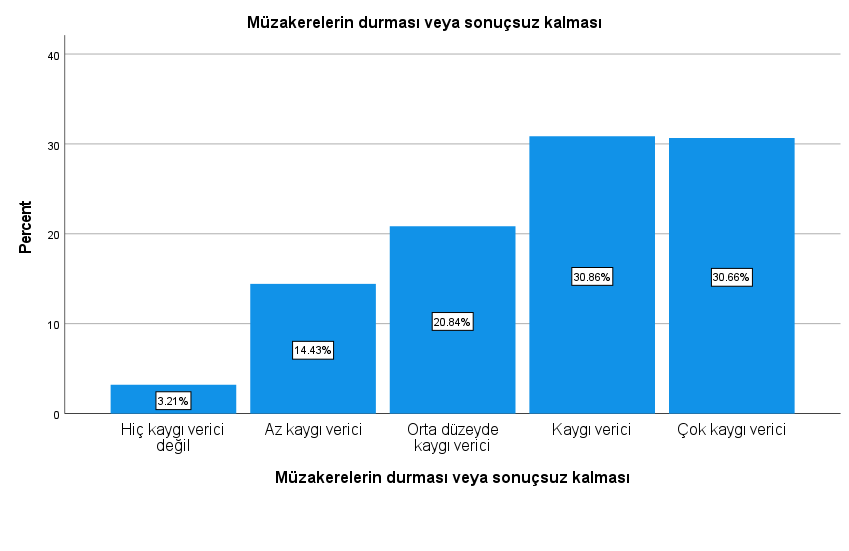 Müzakerelerin durması veya sonuçsuz kalması
40
30
20
10
0
Percent
3.21%
14.43%
20.84%
30.86%
30.66%
Hiç kaygı verici
değil
Az kaygı verici
Orta düzeyde
kaygı verici
Kaygı verici
Çok kaygı verici
Müzakerelerin durması veya sonuçsuz kalması